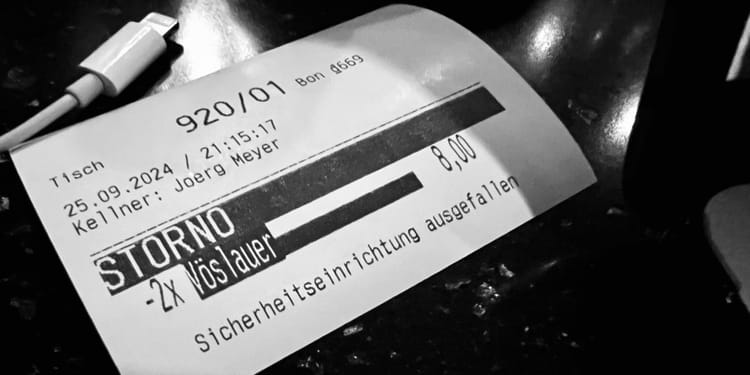 Tisch 920/01 Bon 0669
25.09.2024 / 21:15:17
Kellner: Joerg Meyer
STORNO
-2x Vöslauer 8,00
Sicherheitseinrichtung ausgefallen